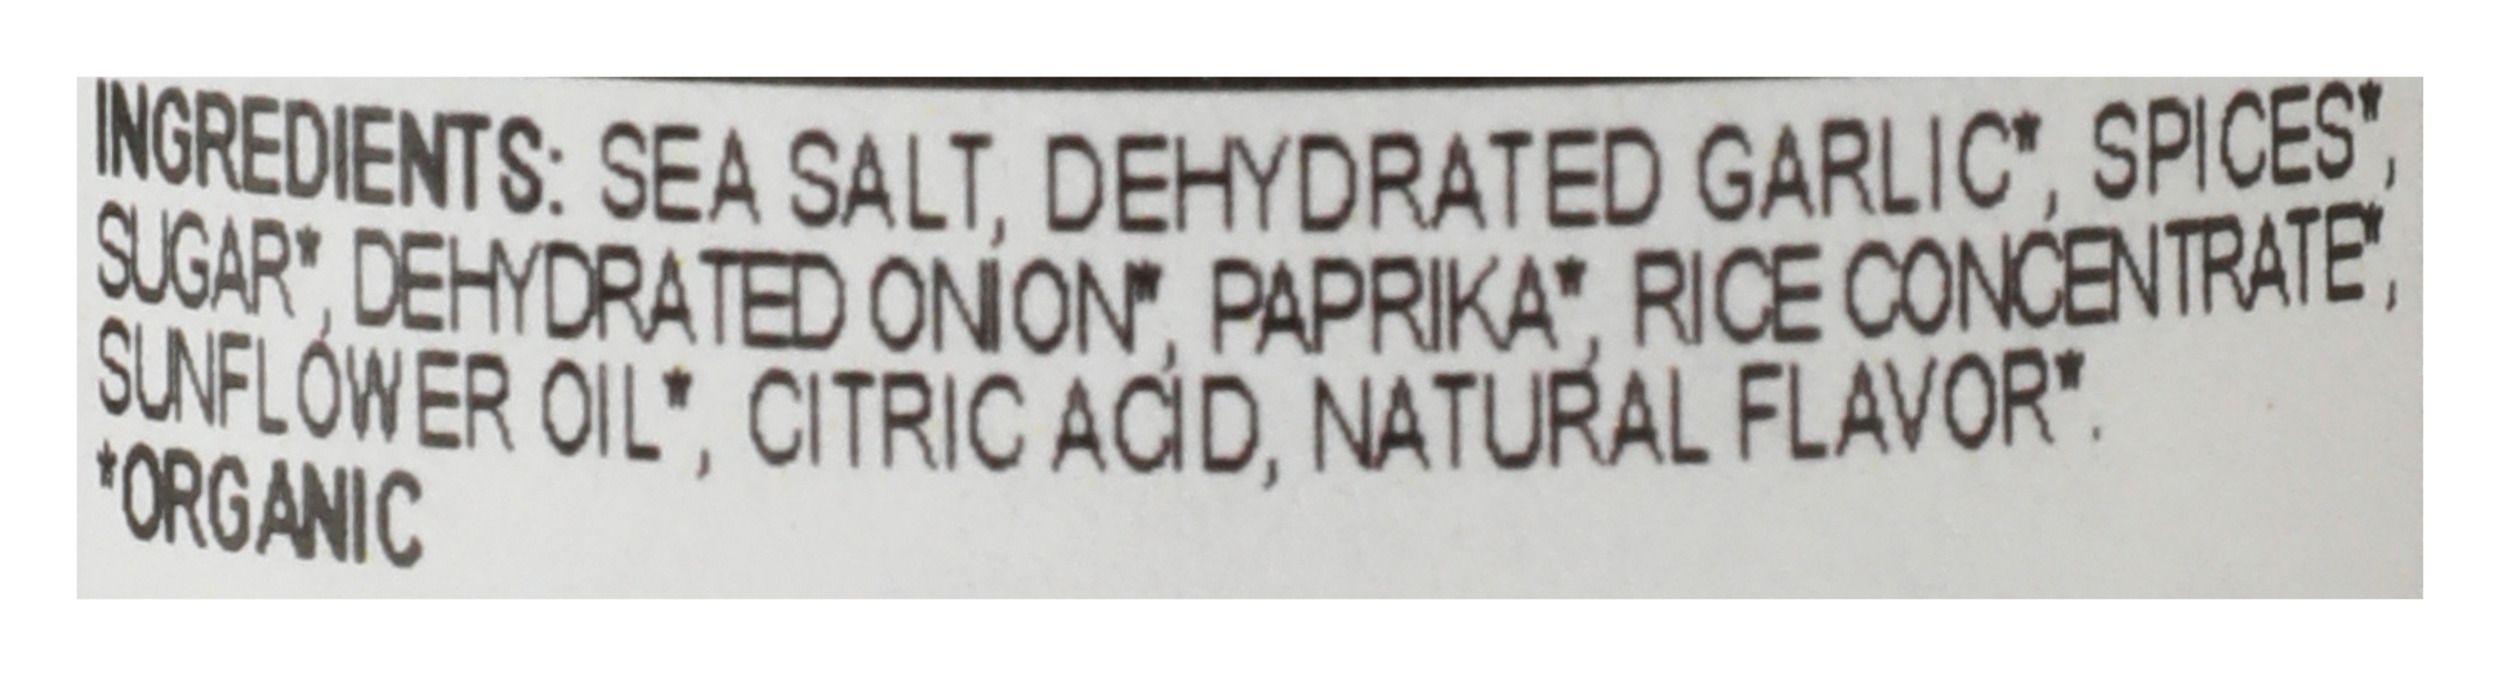 INGREDIENTS: SEA SALT, DEHYDRATED GARLIC*, SPICES*,
SUGAR*, DEHYDRATED ONION*, PAPRIKA*, RICE CONCENTRATE*,
SUNFLOWER OIL*, CITRIC ACID, NATURAL FLAVOR*.
*ORGANIC